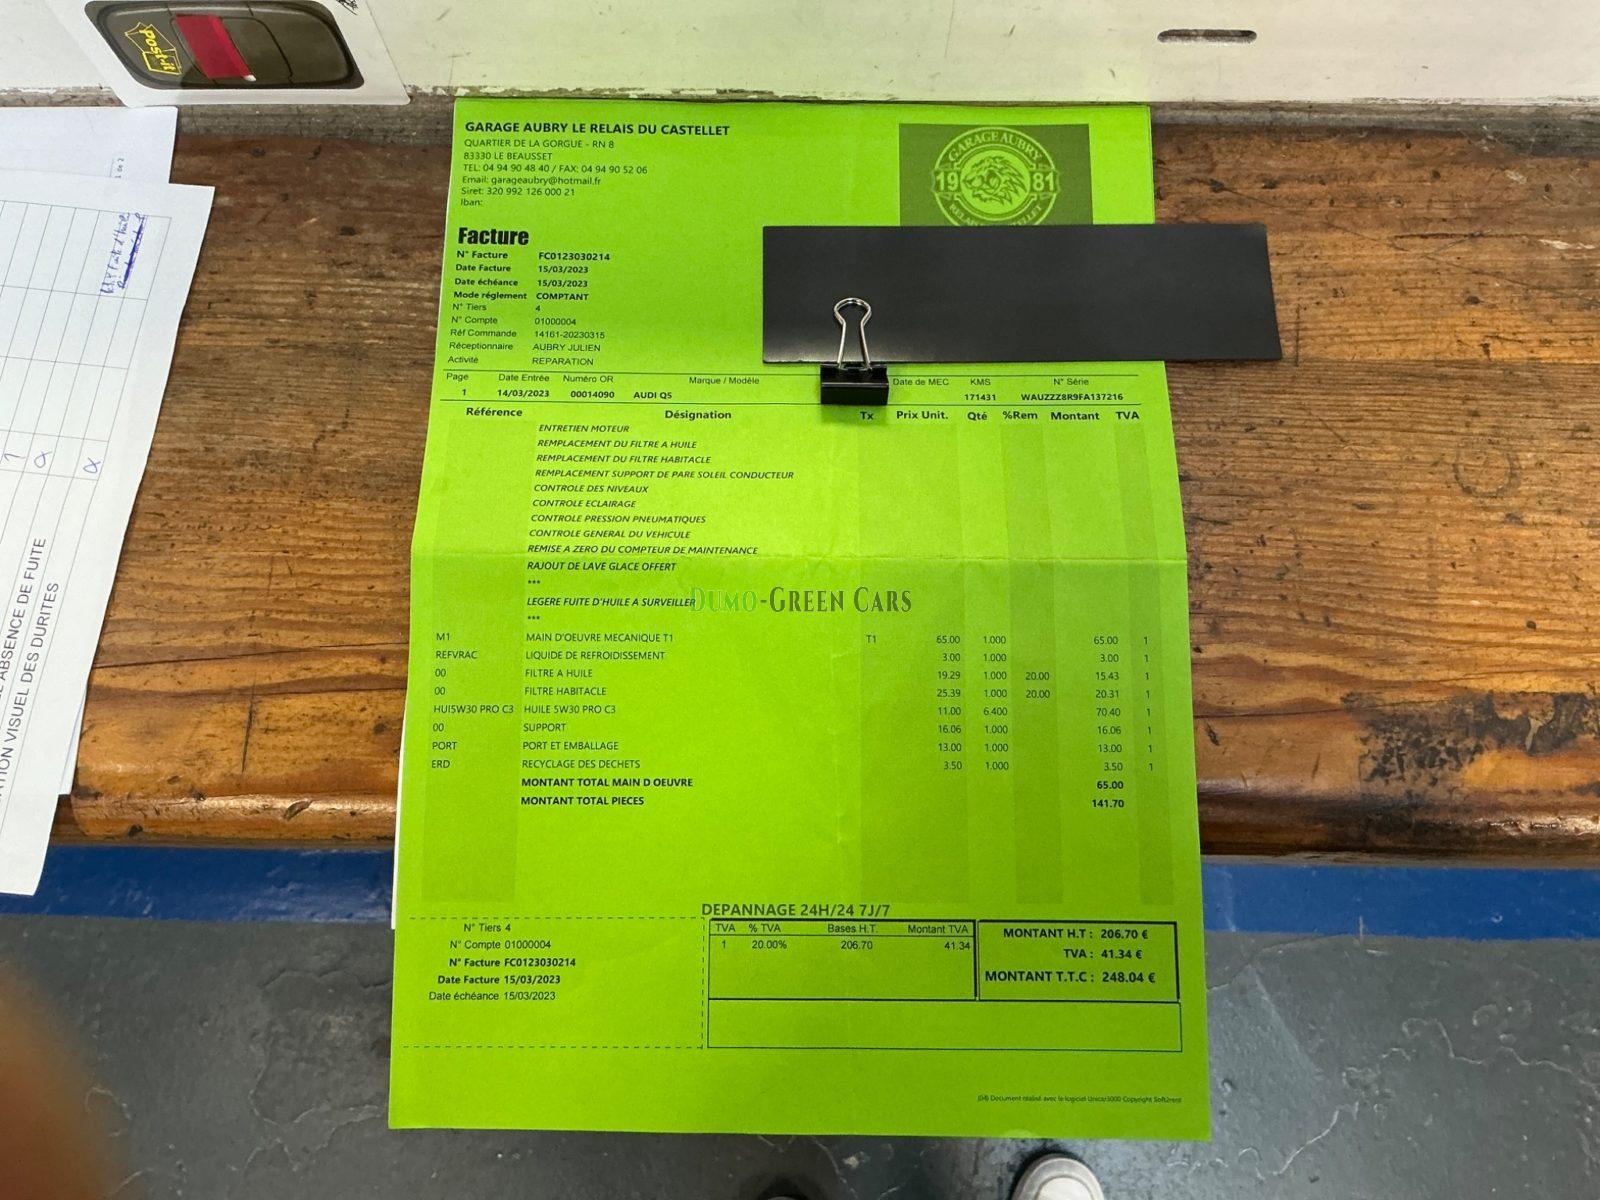 post-it
GARAGE AUBRY LE RELAIS DU CASTELLET
QUARTIER DE LA GORGUE - RN 8
83330 LE BEAUSSET
TEL: 04 94 90 48 40 / FAX: 04 94 90 52 06
Email: garageaubry@hotmail.fr
Siret: 320 992 126 000 21
Iban:
GARAGE AUBRY
1981
Facture
N° Facture FC0123030214
Date Facture 15/03/2023
Date échéance 15/03/2023
Mode réglement COMPTANT
N° Tiers 4
N° Compte 01000004
Réf Commande 14161-20230315
Réceptionnaire AUBRY JULIEN
Activité REPARATION
Page Date Entrée Numéro OR Marque / Modèle Date de MEC KMS N° Série
1 14/03/2023 00014090 AUDI Q5 171431 WAUZZZ8R9FA137216
Référence Désignation Tx Prix Unit. Qté %Rem Montant TVA
ENTRETIEN MOTEUR
REMPLACEMENT DU FILTRE A HUILE
REMPLACEMENT DU FILTRE HABITACLE
REMPLACEMENT SUPPORT DE PARE SOLEIL CONDUCTEUR
CONTROLE DES NIVEAUX
CONTROLE ECLAIRAGE
CONTROLE PRESSION PNEUMATIQUES
CONTROLE GENERAL DU VEHICULE
REMISE A ZERO DU COMPTEUR DE MAINTENANCE
RAJOUT DE LAVE GLACE OFFERT
***
LEGERE FUITE D'HUILE A SURVEILLER
DUMO-GREEN CARS
***
M1 MAIN D'OEUVRE MECANIQUE T1 T1 65.00 1.000 65.00 1
REFVRAC LIQUIDE DE REFROIDISSEMENT 3.00 1.000 3.00 1
00 FILTRE A HUILE 19.29 1.000 20.00 15.43 1
00 FILTRE HABITACLE 25.39 1.000 20.00 20.31 1
HUI5W30 PRO C3 HUILE 5W30 PRO C3 11.00 6.400 70.40 1
00 SUPPORT 16.06 1.000 16.06 1
PORT PORT ET EMBALLAGE 13.00 1.000 13.00 1
ERD RECYCLAGE DES DECHETS 3.50 1.000 3.50 1
MONTANT TOTAL MAIN D OEUVRE 65.00
MONTANT TOTAL PIECES 141.70
DEPANNAGE 24H/24 7J/7
N° Tiers 4
N° Compte 01000004
N° Facture FC0123030214
Date Facture 15/03/2023
Date échéance 15/03/2023
TVA % TVA Bases H.T. Montant TVA
1 20.00% 206.70 41.34
MONTANT H.T : 206.70 €
TVA : 41.34 €
MONTANT T.T.C : 248.04 €
(04) Document réalisé avec le logiciel Unicar3000 Copyright Soft2rent
ABSENCE DE FUITE
VISUEL DES DURITES